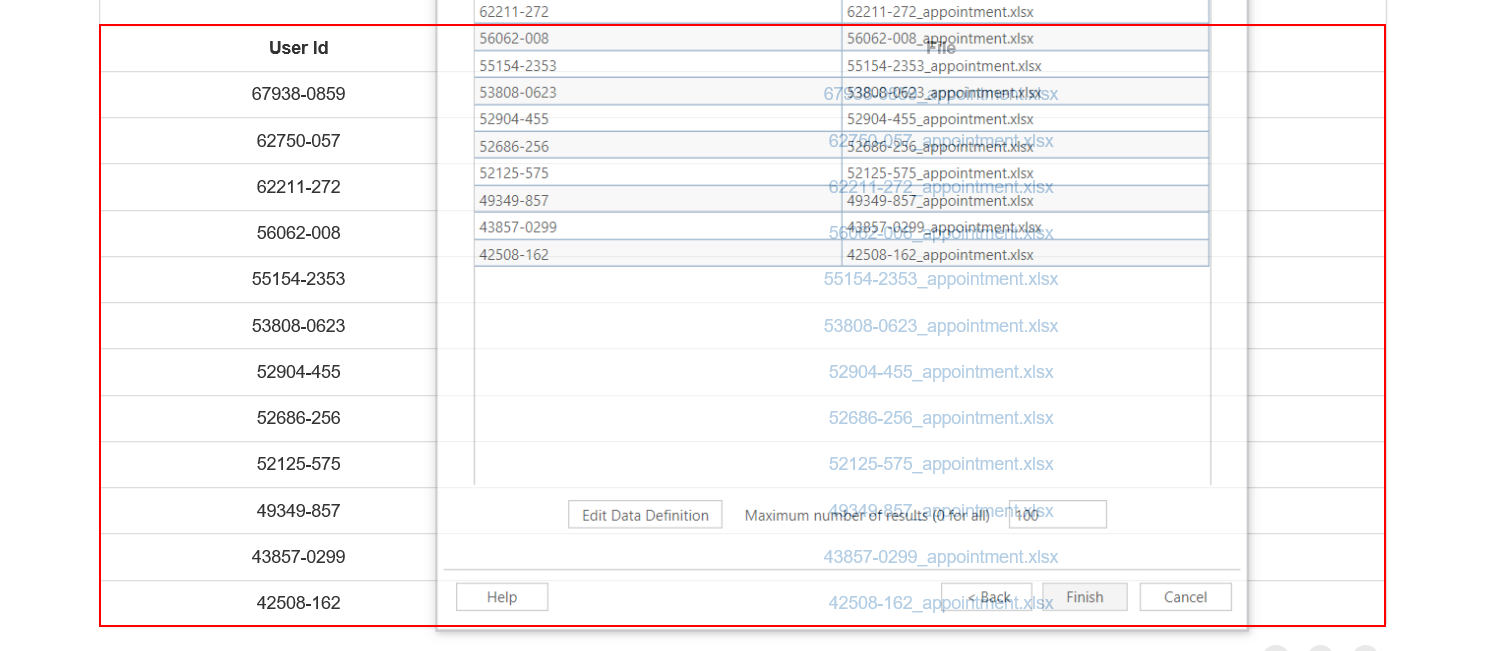 62211-272 62211-272_appointment.xlsx
User Id File
56062-008 56062-008_appointment.xlsx
55154-2353 55154-2353_appointment.xlsx
67938-0859 67938-0859_appointment.xlsx
53808-0623 53808-0623_appointment.xlsx
52904-455 52904-455_appointment.xlsx
62750-057 62750-057_appointment.xlsx
52686-256 52686-256_appointment.xlsx
52125-575 52125-575_appointment.xlsx
62211-272 62211-272_appointment.xlsx
49349-857 49349-857_appointment.xlsx
43857-0299 43857-0299_appointment.xlsx
56062-008 56062-008_appointment.xlsx
42508-162 42508-162_appointment.xlsx
55154-2353 55154-2353_appointment.xlsx
53808-0623 53808-0623_appointment.xlsx
52904-455 52904-455_appointment.xlsx
52686-256 52686-256_appointment.xlsx
52125-575 52125-575_appointment.xlsx
49349-857 49349-857_appointment.xlsx
Edit Data Definition Maximum number of results (0 for all) 100
43857-0299 43857-0299_appointment.xlsx
Help < Back Finish Cancel
42508-162 42508-162_appointment.xlsx